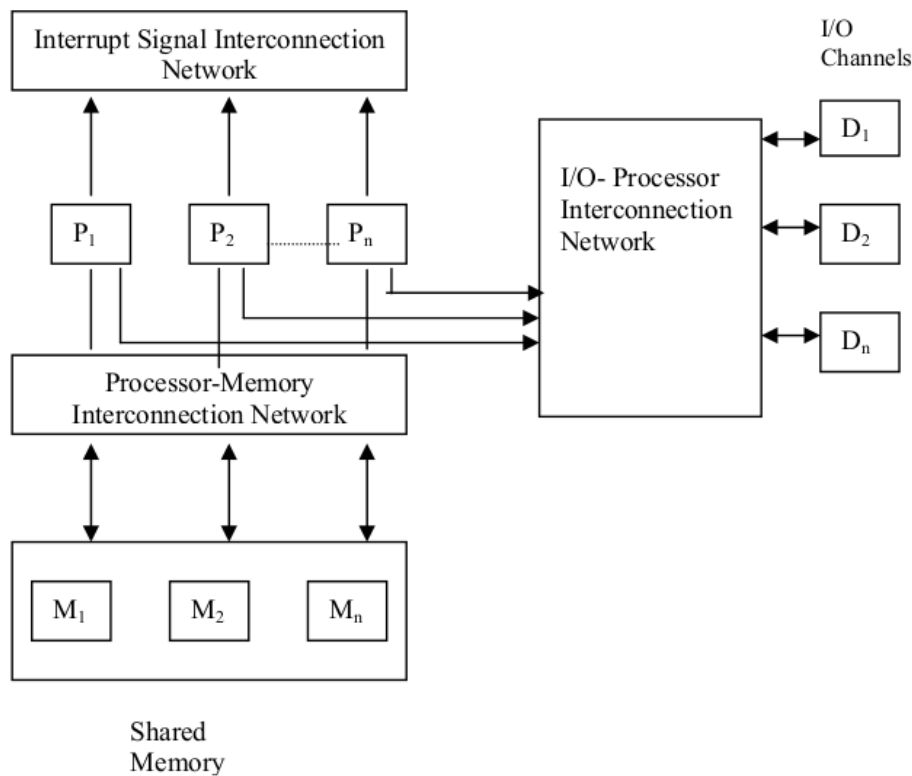 Interrupt Signal Interconnection
Network
I/O
Channels
D₁
I/O- Processor
Interconnection
Network
P₁
P₂
Pₙ
D₂
Dₙ
Processor-Memory
Interconnection Network
M₁
M₂
Mₙ
Shared
Memory